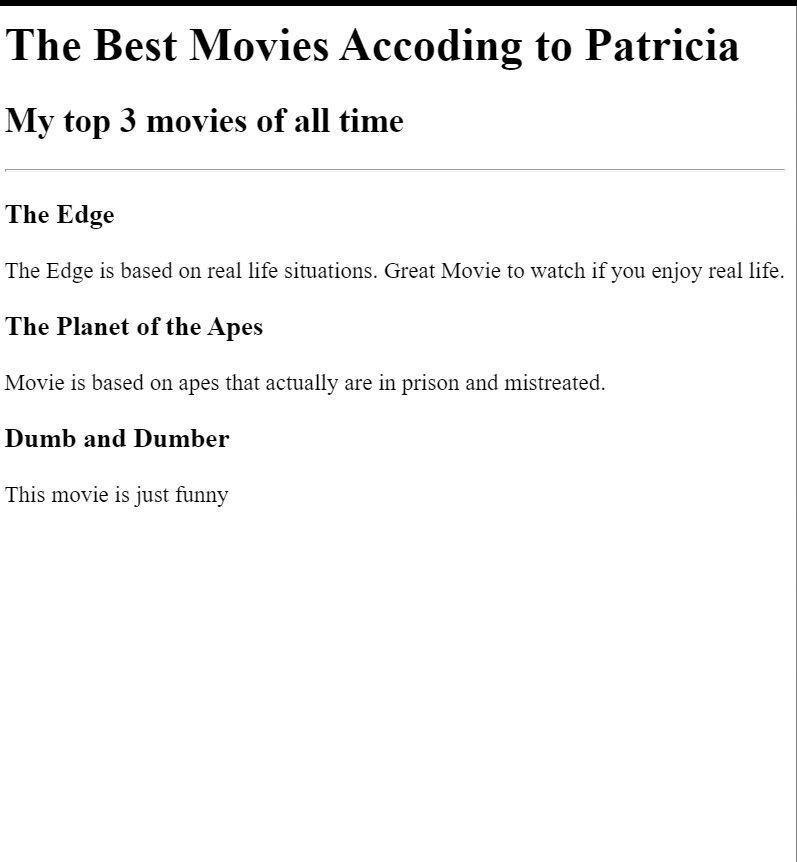 The Best Movies Accoding to Patricia
My top 3 movies of all time
The Edge
The Edge is based on real life situations. Great Movie to watch if you enjoy real life.
The Planet of the Apes
Movie is based on apes that actually are in prison and mistreated.
Dumb and Dumber
This movie is just funny